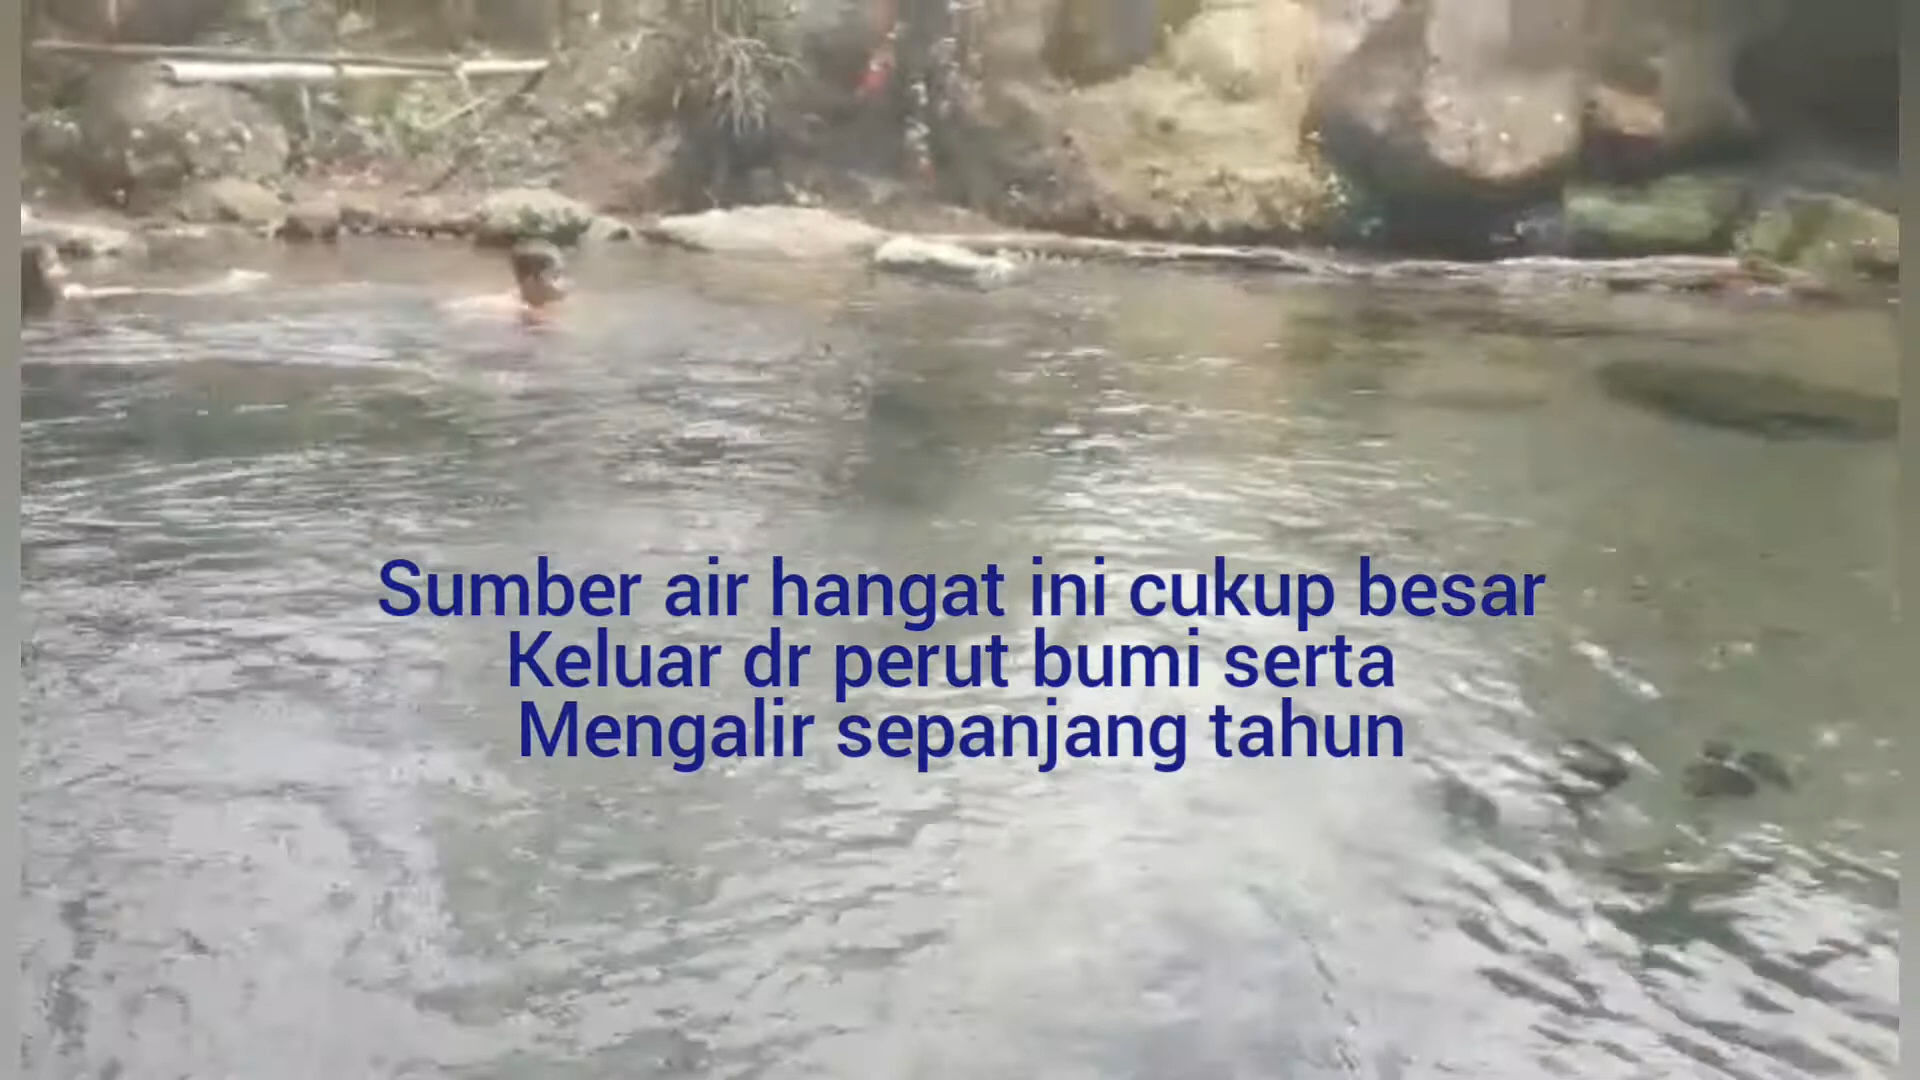 Sumber air hangat ini cukup besar
Keluar dr perut bumi serta
Mengalir sepanjang tahun